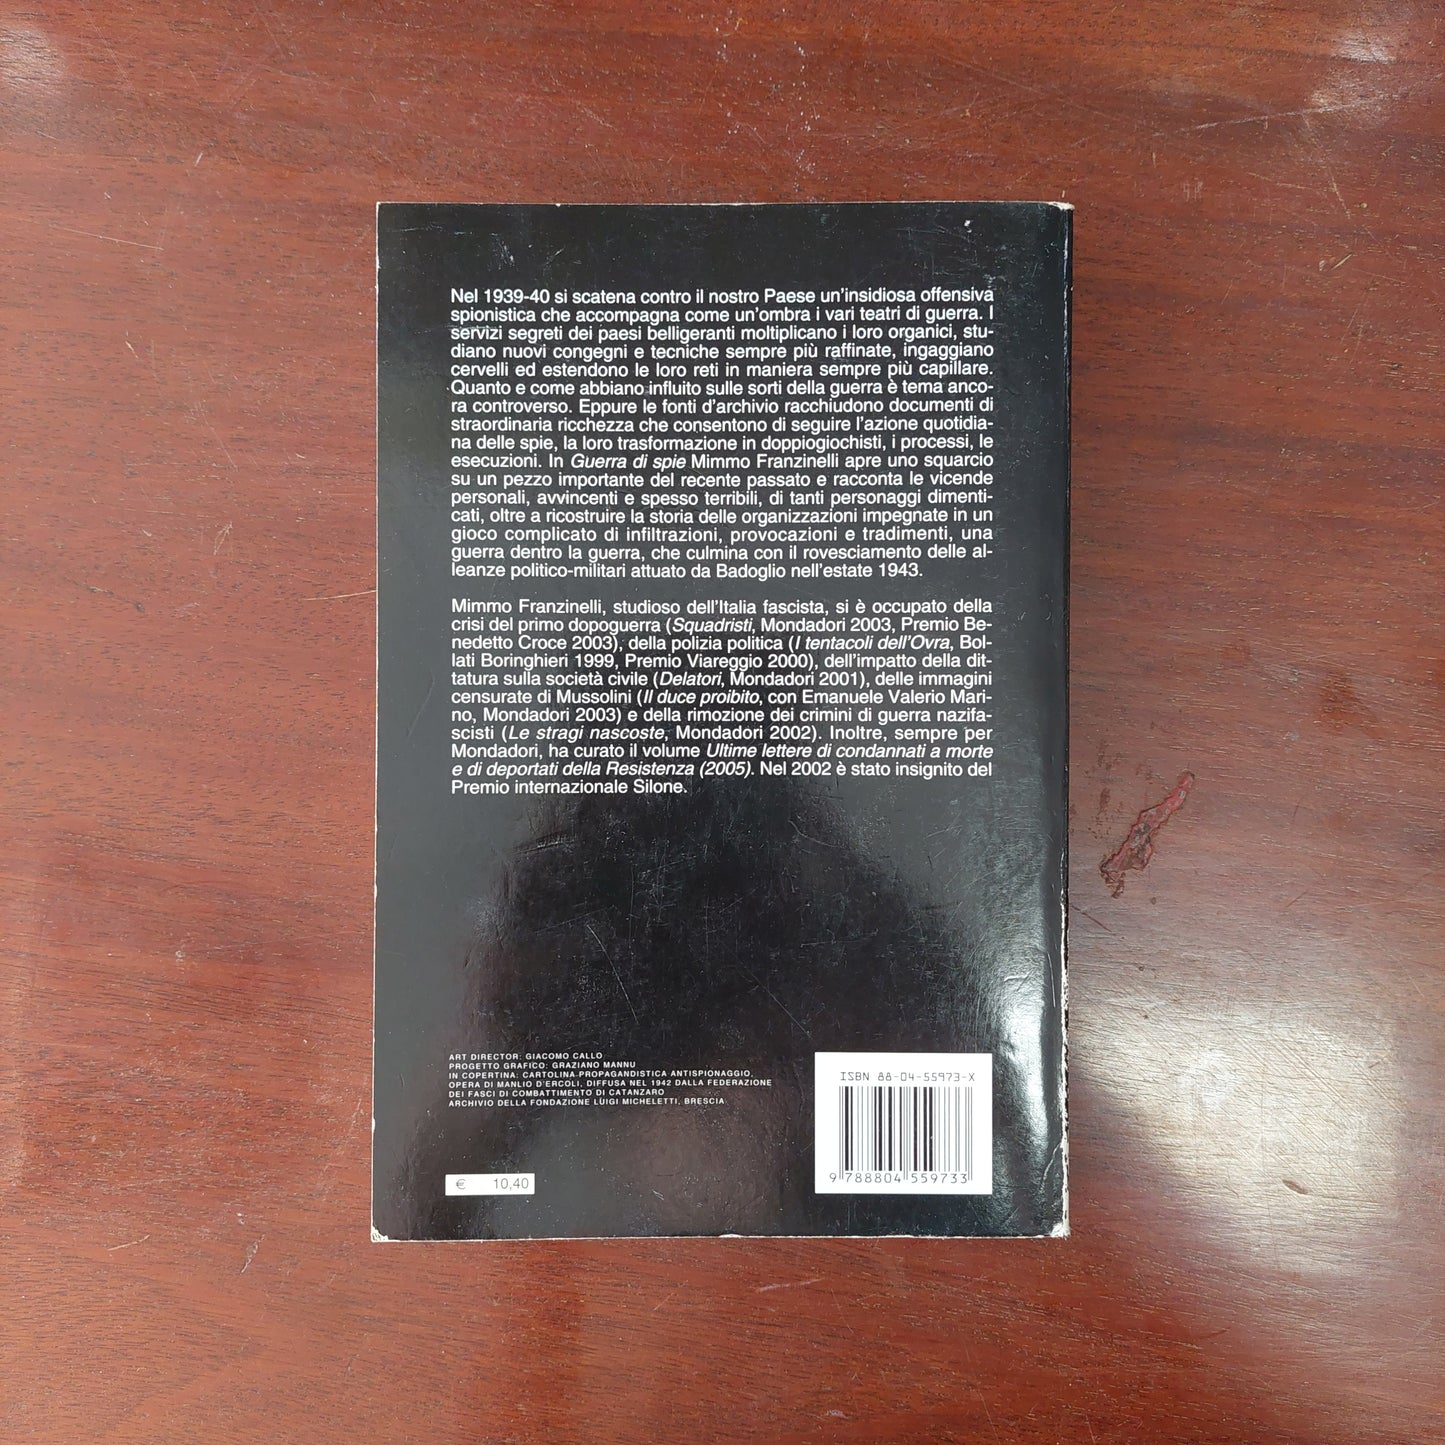 Nel 1939-40 si scatena contro il nostro Paese un'insidiosa offensiva
spionistica che accompagna come un'ombra i vari teatri di guerra. I
servizi segreti dei paesi belligeranti moltiplicano i loro organici, stu-
diano nuovi congegni e tecniche sempre più raffinate, ingaggiano
cervelli ed estendono le loro reti in maniera sempre più capillare.
Quanto e come abbiano influito sulle sorti della guerra è tema anco-
ra controverso. Eppure le fonti d'archivio racchiudono documenti di
straordinaria ricchezza che consentono di seguire l'azione quotidia-
na delle spie, la loro trasformazione in doppiogiochisti, i processi, le
esecuzioni. In Guerra di spie Mimmo Franzinelli apre uno squarcio
su un pezzo importante del recente passato e racconta le vicende
personali, avvincenti e spesso terribili, di tanti personaggi dimenti-
cati, oltre a ricostruire la storia delle organizzazioni impegnate in un
gioco complicato di infiltrazioni, provocazioni e tradimenti, una
guerra dentro la guerra, che culmina con il rovesciamento delle al-
leanze politico-militari attuato da Badoglio nell'estate 1943.
Mimmo Franzinelli, studioso dell'Italia fascista, si è occupato della
crisi del primo dopoguerra (Squadristi, Mondadori 2003, Premio Be-
nedetto Croce 2003), della polizia politica (I tentacoli dell'Ovra, Bol-
lati Boringhieri 1999, Premio Viareggio 2000), dell'impatto della dit-
tatura sulla società civile (Delatori, Mondadori 2001), delle immagini
censurate di Mussolini (Il duce proibito, con Emanuele Valerio Mari-
no, Mondadori 2003) e della rimozione dei crimini di guerra nazifa-
scisti (Le stragi nascoste, Mondadori 2002). Inoltre, sempre per
Mondadori, ha curato il volume Ultime lettere di condannati a morte
e di deportati della Resistenza (2005). Nel 2002 è stato insignito del
Premio internazionale Silone.
ART DIRECTOR: GIACOMO CALLO
PROGETTO GRAFICO: GRAZIANO MANNU
IN COPERTINA: CARTOLINA PROPAGANDISTICA ANTISPIONAGGIO,
OPERA DI MANLIO D'ERCOLI, DIFFUSA NEL 1942 DALLA FEDERAZIONE
DEI FASCI DI COMBATTIMENTO DI CATANZARO
ARCHIVIO DELLA FONDAZIONE LUIGI MICHELETTI, BRESCIA
€ 10,40
ISBN 88-04-55973-X
9 788804 559733